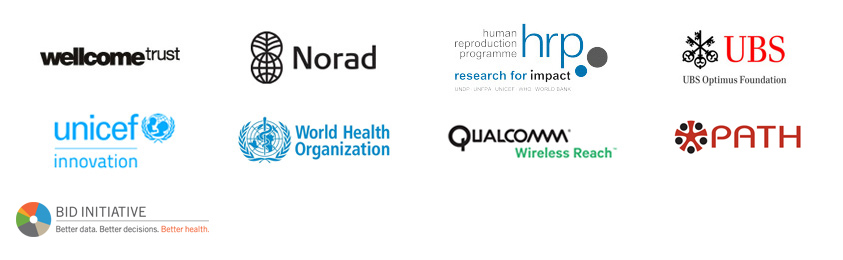 wellcometrust
Norad
human
reproduction
programme
hrp
research for impact
UNDP · UNFPA · UNICEF · WHO · WORLD BANK
UBS
UBS Optimus Foundation
unicef
innovation
World Health
Organization
QUALCOMM®
Wireless Reach™
PATH
BID INITIATIVE
Better data. Better decisions. Better health.